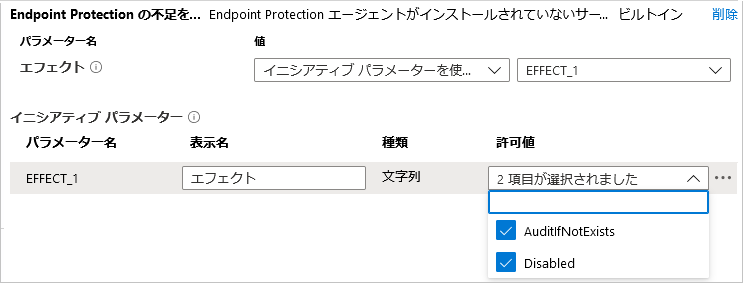 Endpoint Protection の不足を... Endpoint Protection エージェントがインストールされていないサー... ビルトイン 削除
パラメーター名 値
エフェクト イニシアティブ パラメーターを使... EFFECT_1
イニシアティブ パラメーター
パラメーター名 表示名 種類 許可値
EFFECT_1 エフェクト 文字列 2 項目が選択されました
AuditIfNotExists
Disabled